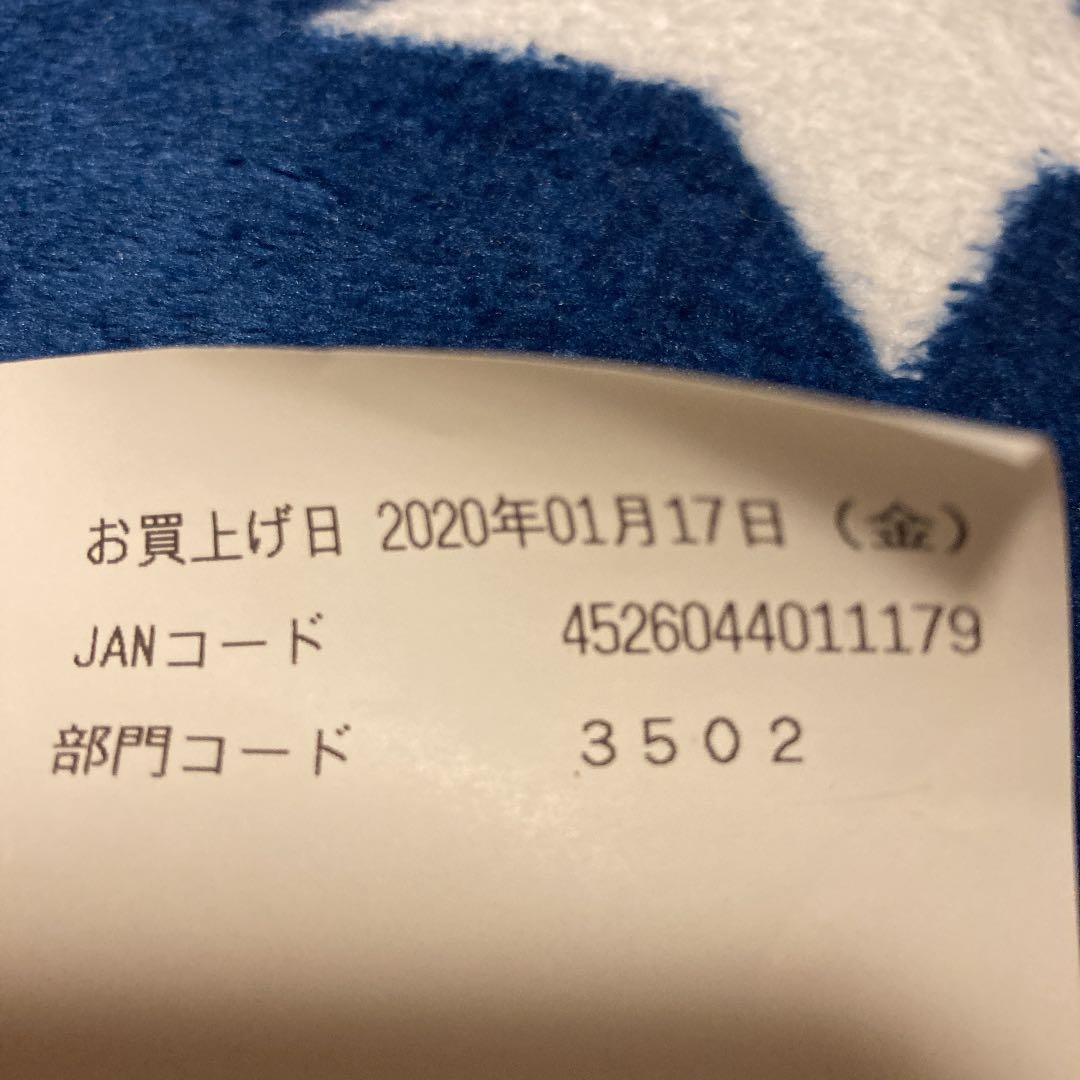 お買上げ日 2020年01月17日 (金)
JANコード 4526044011179
部門コード 3502